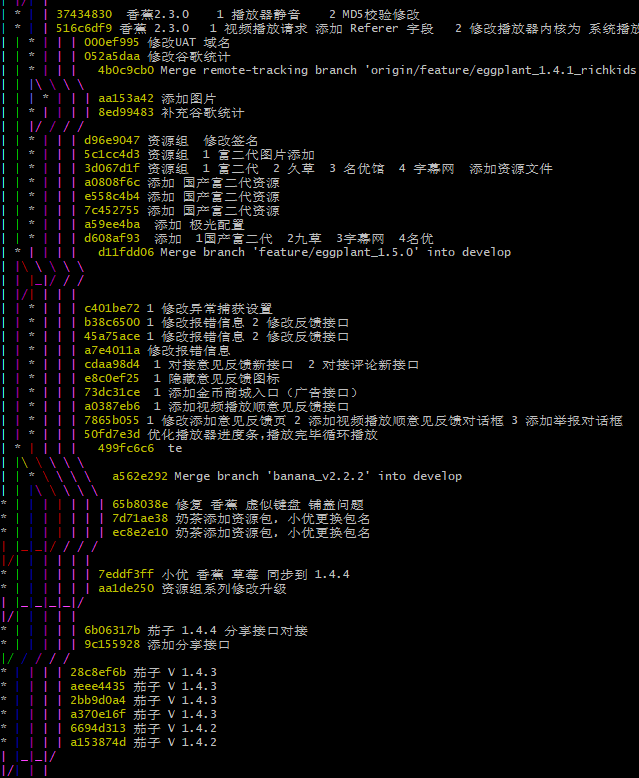 37434830 香蕉2.3.0 1 播放器静音 2 MD5校验修改
516c6df9 香蕉2.3.0 1 视频播放请求 添加 Referer 字段 2 修改播放器内核为 系统播放
000ef995 修改UAT 域名
052a5daa 修改谷歌统计
4b0c9cb0 Merge remote-tracking branch 'origin/feature/eggplant_1.4.1_richkids
aa153a42 添加图片
8ed99483 补充谷歌统计
d96e9047 资源组 修改签名
5c1cc4d3 资源组 1 富二代图片添加
3d067d1f 资源组 1 富二代 2 久草 3 名优馆 4 字幕网 添加资源文件
a0808f6c 添加 国产富二代资源
e558c4b4 添加 国产富二代资源
7c452755 添加 国产富二代资源
a59ee4ba 添加 极光配置
d608af93 添加 1国产富二代 2九草 3字幕网 4名优
d11fdd06 Merge branch 'feature/eggplant_1.5.0' into develop
c401be72 1 修改异常捕获设置
b38c6500 1 修改报错信息 2 修改反馈接口
45a75ace 1 修改报错信息 2 修改反馈接口
a7e4011a 修改报错信息
cdaa98d4 1 对接意见反馈新接口 2 对接评论新接口
e8c0ef25 1 隐藏意见反馈图标
73dc31ce 1 添加金币商城入口（广告接口）
a0387eb6 1 添加视频播放顺意见反馈接口
7865b055 1 修改添加意见反馈页 2 添加视频播放顺意见反馈对话框 3 添加举报对话框
50fd7e3d 优化播放器进度条,播放完毕循环播放
499fc6c6 te
a562e292 Merge branch 'banana_v2.2.2' into develop
65b8038e 修复 香蕉 虚似键盘 铺盖问题
7d71ae38 奶茶添加资源包, 小优更换包名
ec8e2e10 奶茶添加资源包, 小优更换包名
7eddf3ff 小优 香蕉 草莓 同步到 1.4.4
aa1de250 资源组系列修改升级
6b06317b 茄子 1.4.4 分享接口对接
9c155928 添加分享接口
28c8ef6b 茄子 V 1.4.3
aeee4435 茄子 V 1.4.3
2bb9d0a4 茄子 V 1.4.3
a370e16f 茄子 V 1.4.3
6694d313 茄子 V 1.4.2
a153874d 茄子 V 1.4.2